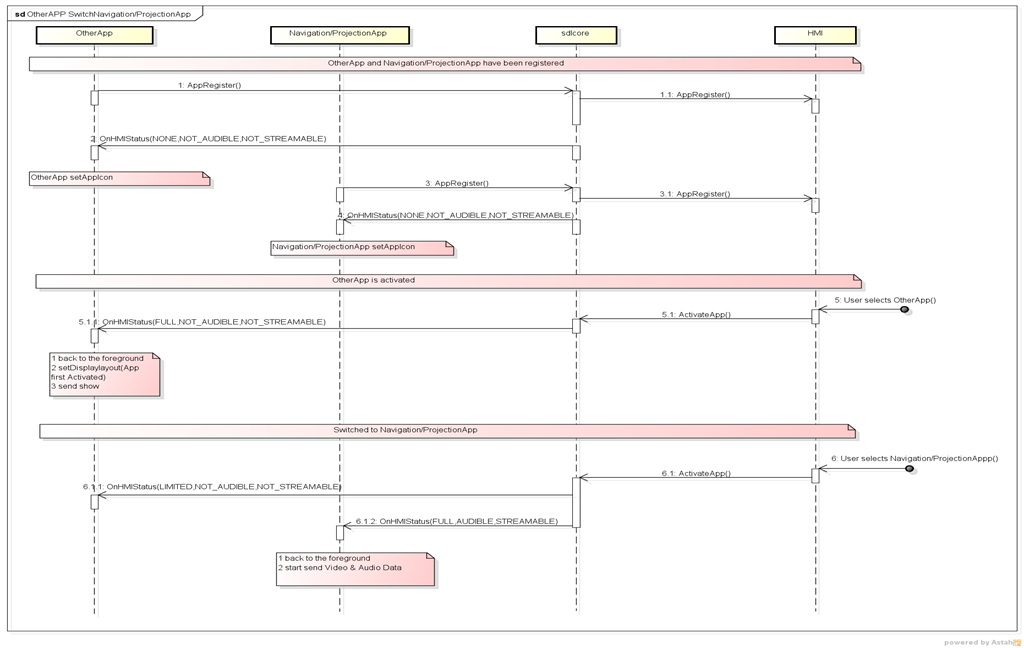 sd OtherAPP SwitchNavigation/ProjectionApp
OtherApp
Navigation/ProjectionApp
sdlcore
HMI
OtherApp and Navigation/ProjectionApp have been registered
1: AppRegister()
1.1: AppRegister()
2: OnHMIStatus(NONE,NOT_AUDIBLE,NOT_STREAMABLE)
OtherApp setAppIcon
3: AppRegister()
3.1: AppRegister()
4: OnHMIStatus(NONE,NOT_AUDIBLE,NOT_STREAMABLE)
Navigation/ProjectionApp setAppIcon
OtherApp is activated
5: User selects OtherApp()
5.1: ActivateApp()
5.1.1: OnHMIStatus(FULL,NOT_AUDIBLE,NOT_STREAMABLE)
1 back to the foreground
2 setDisplaylayout(App
first Activated)
3 send show
Switched to Navigation/ProjectionApp
6: User selects Navigation/ProjectionAppp()
6.1: ActivateApp()
6.1.1: OnHMIStatus(LIMITED,NOT_AUDIBLE,NOT_STREAMABLE)
6.1.2: OnHMIStatus(FULL,AUDIBLE,STREAMABLE)
1 back to the foreground
2 start send Video & Audio Data
powered by Astah